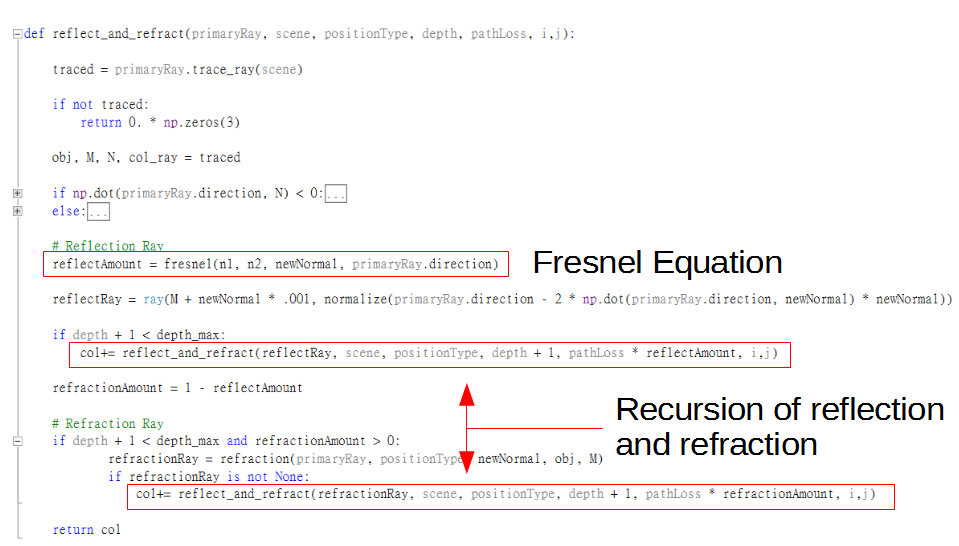 def reflect_and_refract(primaryRay, scene, positionType, depth, pathLoss, i,j):
traced = primaryRay.trace_ray(scene)
if not traced:
return 0. * np.zeros(3)
obj, M, N, col_ray = traced
if np.dot(primaryRay.direction, N) < 0:...
else:...
# Reflection Ray
reflectAmount = fresnel(n1, n2, newNormal, primaryRay.direction)
Fresnel Equation
reflectRay = ray(M + newNormal * .001, normalize(primaryRay.direction - 2 * np.dot(primaryRay.direction, newNormal) * newNormal))
if depth + 1 < depth_max:
col+= reflect_and_refract(reflectRay, scene, positionType, depth + 1, pathLoss * reflectAmount, i,j)
refractionAmount = 1 - reflectAmount
Recursion of reflection
and refraction
# Refraction Ray
if depth + 1 < depth_max and refractionAmount > 0:
refractionRay = refraction(primaryRay, positionType, newNormal, obj, M)
if refractionRay is not None:
col+= reflect_and_refract(refractionRay, scene, positionType, depth + 1, pathLoss * refractionAmount, i,j)
return col